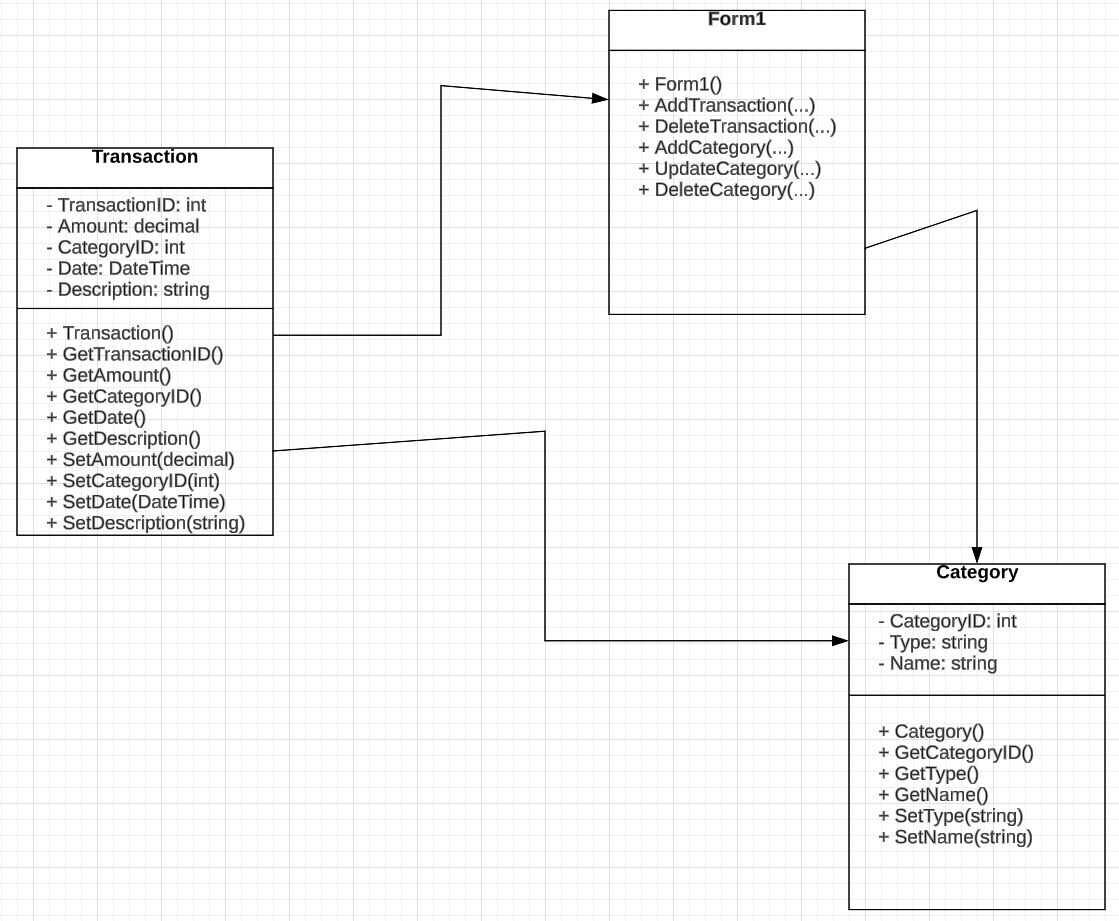 Form1
+ Form1()
+ AddTransaction(...)
+ DeleteTransaction(...)
+ AddCategory(...)
+ UpdateCategory(...)
+ DeleteCategory(...)
Transaction
- TransactionID: int
- Amount: decimal
- CategoryID: int
- Date: DateTime
- Description: string
+ Transaction()
+ GetTransactionID()
+ GetAmount()
+ GetCategoryID()
+ GetDate()
+ GetDescription()
+ SetAmount(decimal)
+ SetCategoryID(int)
+ SetDate(DateTime)
+ SetDescription(string)
Category
- CategoryID: int
- Type: string
- Name: string
+ Category()
+ GetCategoryID()
+ GetType()
+ GetName()
+ SetType(string)
+ SetName(string)